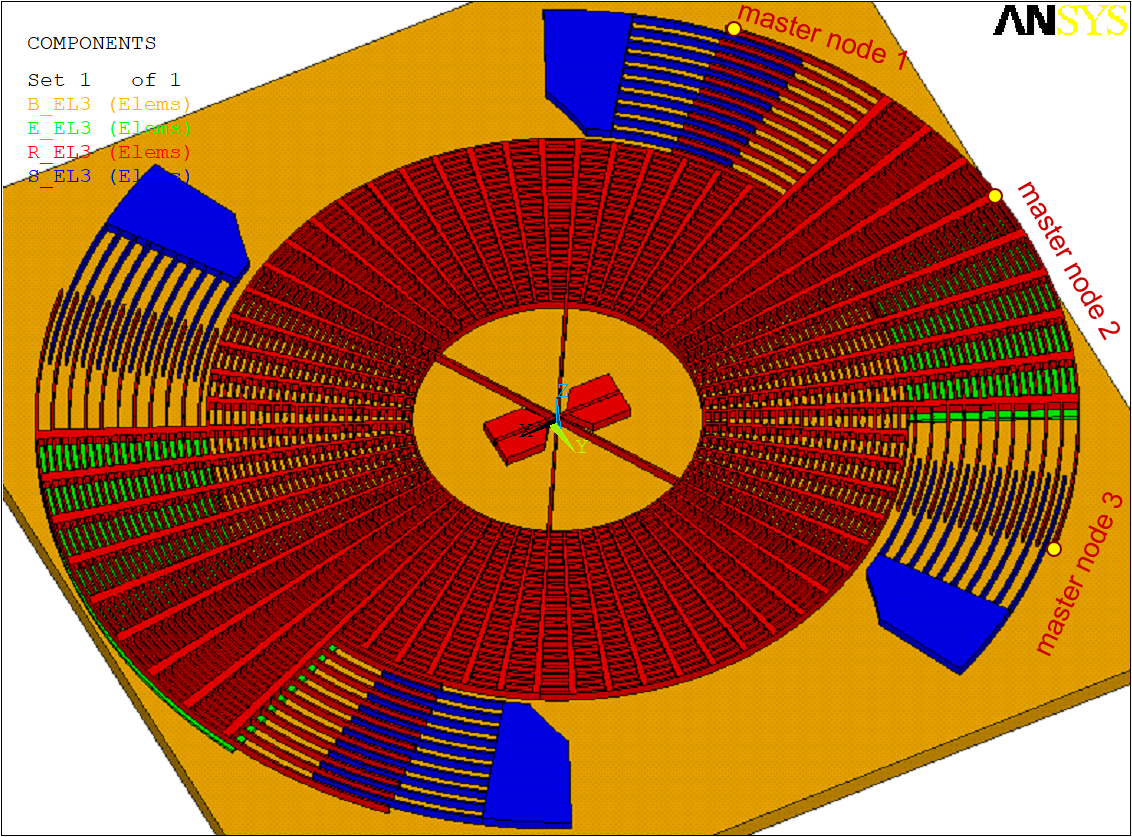 ANSYS
COMPONENTS
Set 1 of 1
B_EL3 (Elems)
E_EL3 (Elems)
R_EL3 (Elems)
S_EL3 (Elems)
master node 1
master node 2
master node 3
Z
X
Y